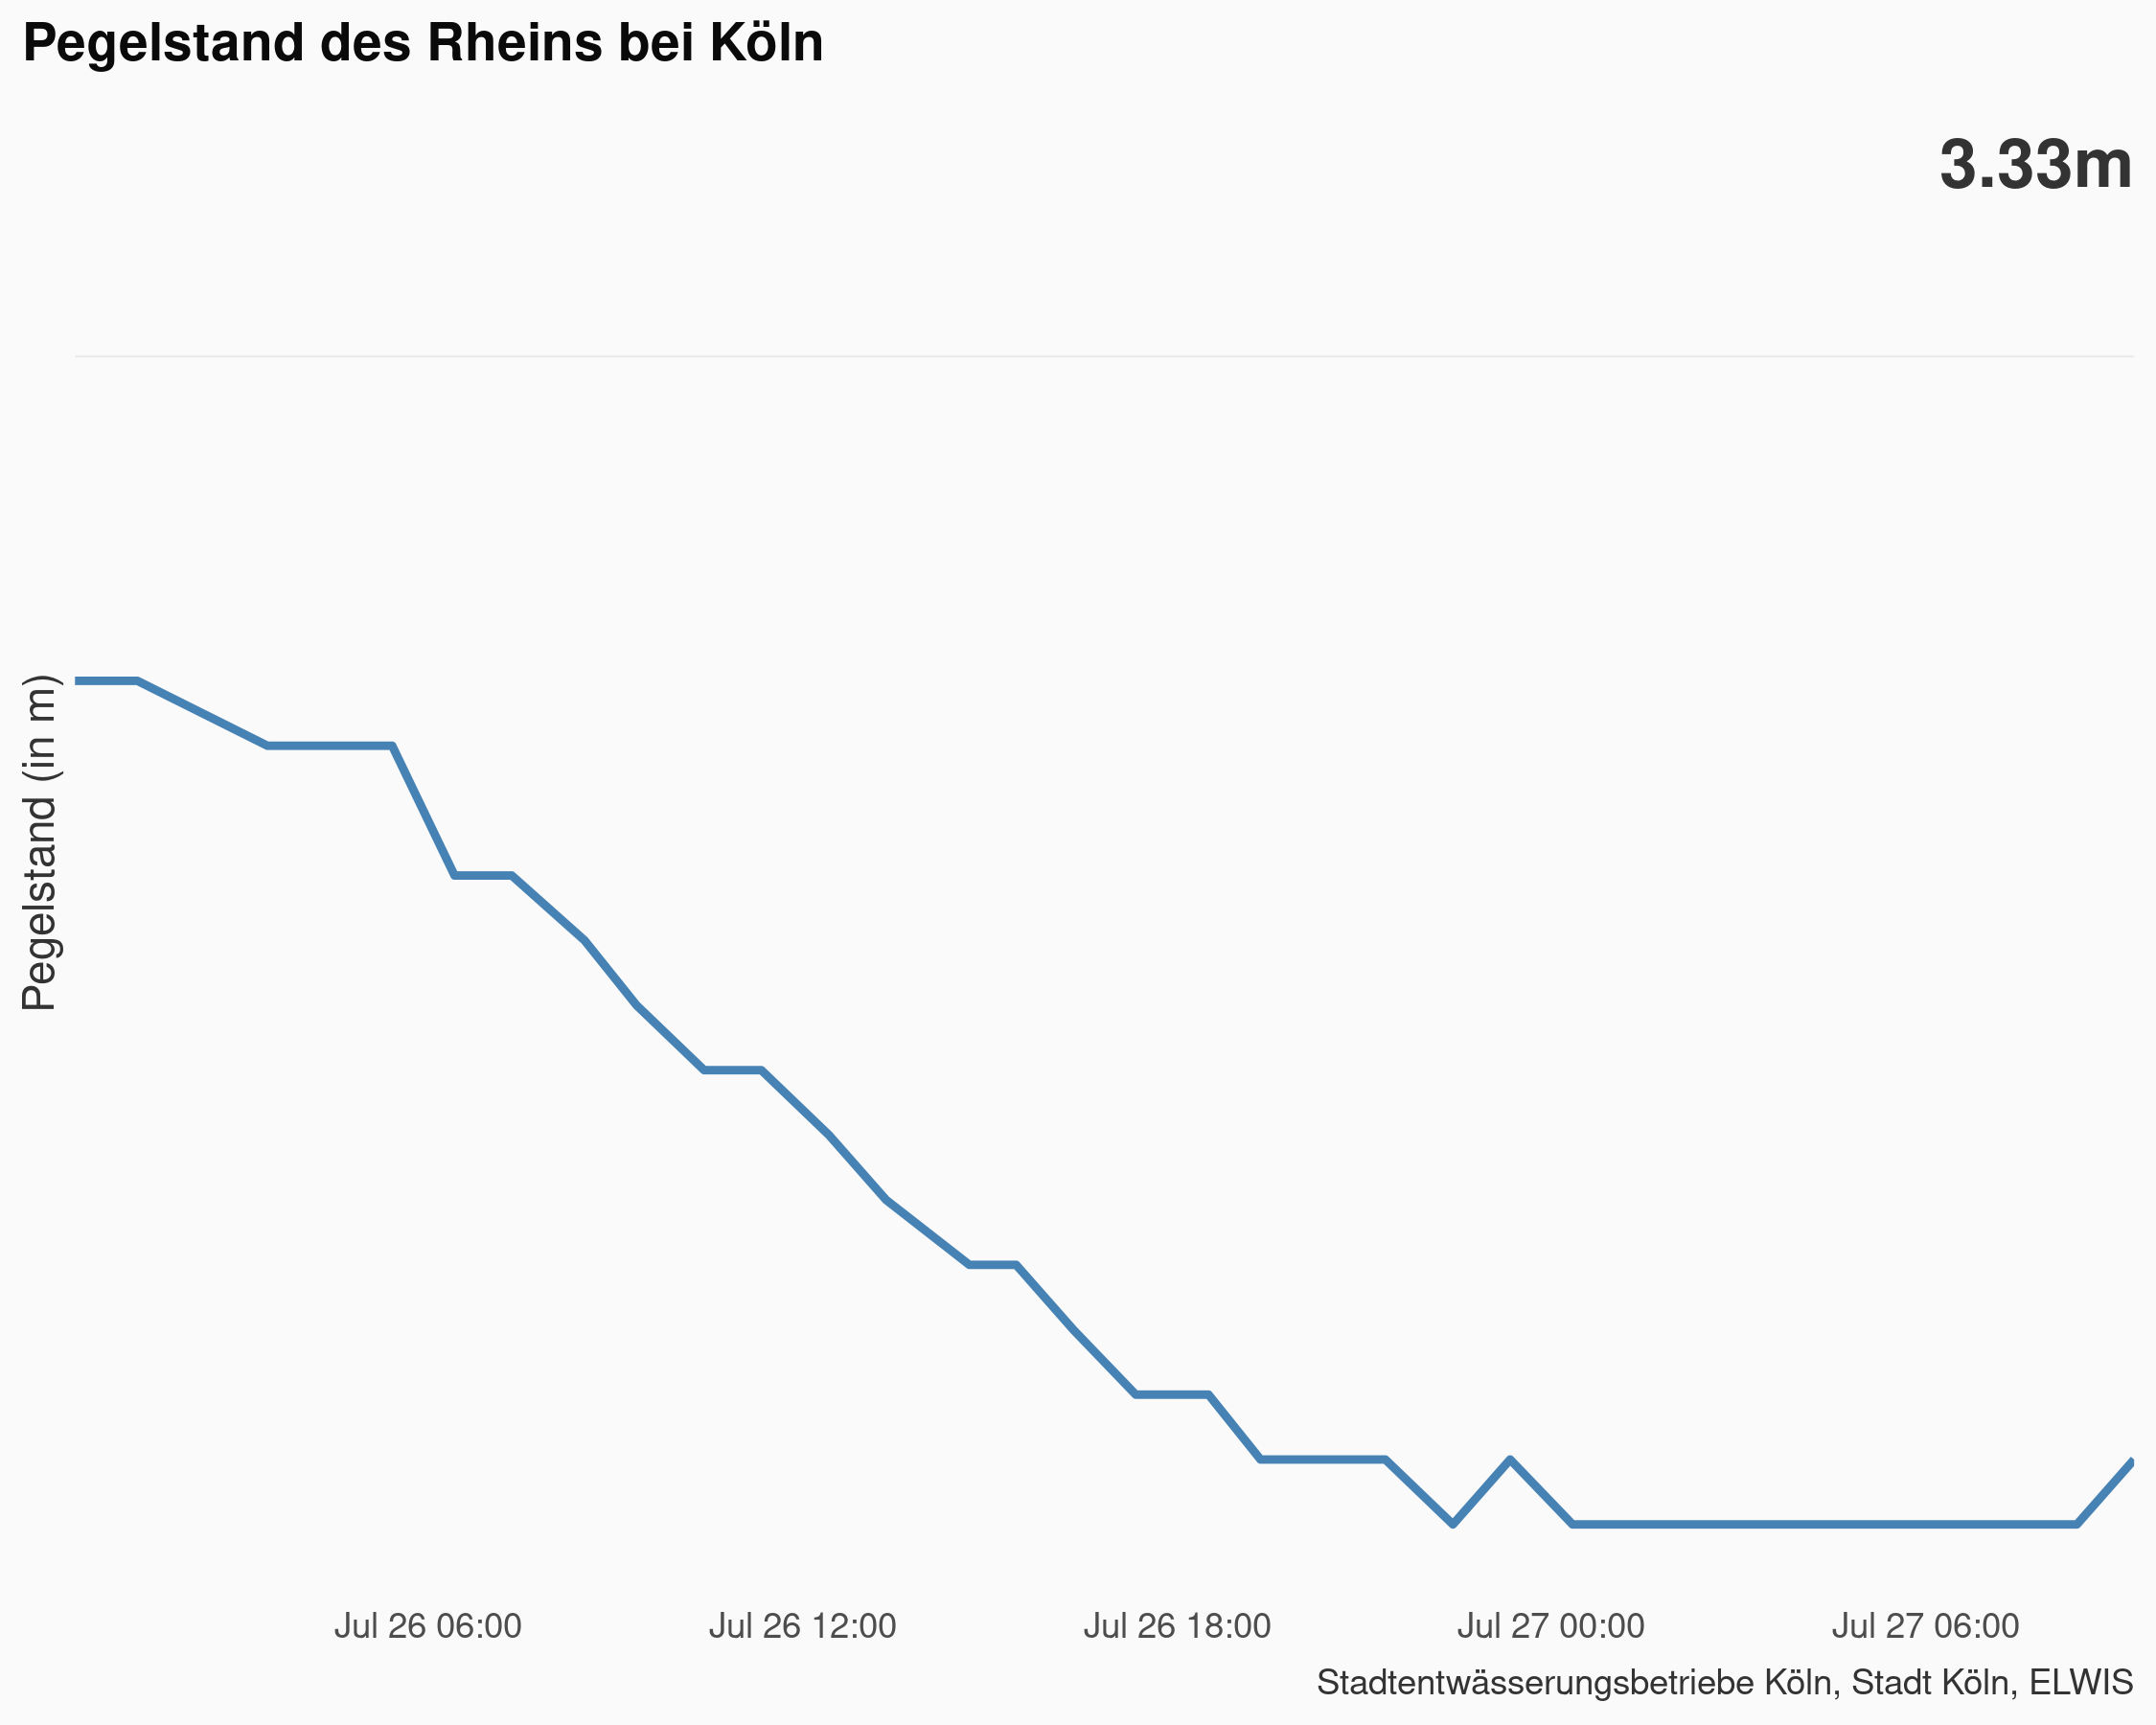 Pegelstand des Rheins bei Köln
3.33m
Pegelstand (in m)
Jul 26 06:00 Jul 26 12:00 Jul 26 18:00 Jul 27 00:00 Jul 27 06:00
Stadtentwässerungsbetriebe Köln, Stadt Köln, ELWIS